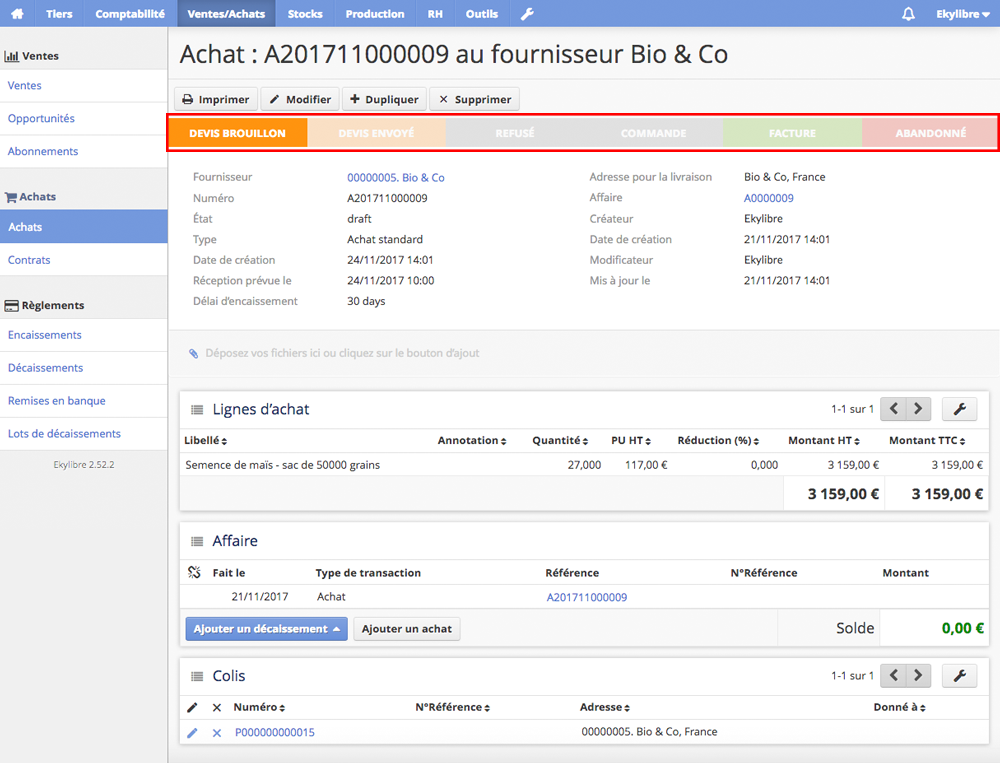 Tiers Comptabilité Ventes/Achats Stocks Production RH Outils Ekylibre
Ventes
Ventes
Opportunités
Abonnements
Achats
Achats
Contrats
Règlements
Encaissements
Décaissements
Remises en banque
Lots de décaissements
Ekylibre 2.52.2
Achat : A201711000009 au fournisseur Bio & Co
Imprimer Modifier Dupliquer Supprimer
DEVIS BROUILLON DEVIS ENVOYÉ REFUSÉ COMMANDE FACTURE ABANDONNÉ
Fournisseur 00000005. Bio & Co
Numéro A201711000009
État draft
Type Achat standard
Date de création 24/11/2017 14:01
Réception prévue le 24/11/2017 10:00
Délai d'encaissement 30 days
Adresse pour la livraison Bio & Co, France
Affaire A0000009
Créateur Ekylibre
Date de création 21/11/2017 14:01
Modificateur Ekylibre
Mis à jour le 21/11/2017 14:01
Déposez vos fichiers ici ou cliquez sur le bouton d'ajout
Lignes d'achat 1-1 sur 1
Libellé Annotation Quantité PU HT Réduction (%) Montant HT Montant TTC
Semence de maïs - sac de 50000 grains 27,000 117,00 € 0,000 3 159,00 € 3 159,00 €
3 159,00 € 3 159,00 €
Affaire
Fait le Type de transaction Référence N°Référence Montant
21/11/2017 Achat A201711000009
Ajouter un décaissement Ajouter un achat Solde 0,00 €
Colis 1-1 sur 1
Numéro N°Référence Adresse Donné à
P000000000015 00000005. Bio & Co, France